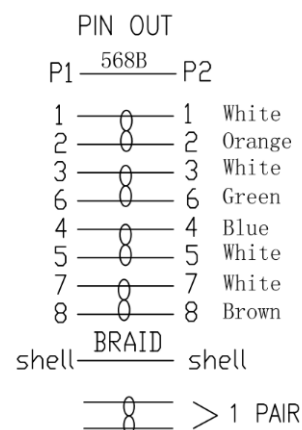 PIN OUT
P1 568B P2
1 1 White
2 2 Orange
3 3 White
6 6 Green
4 4 Blue
5 5 White
7 7 White
8 8 Brown
shell BRAID shell
> 1 PAIR